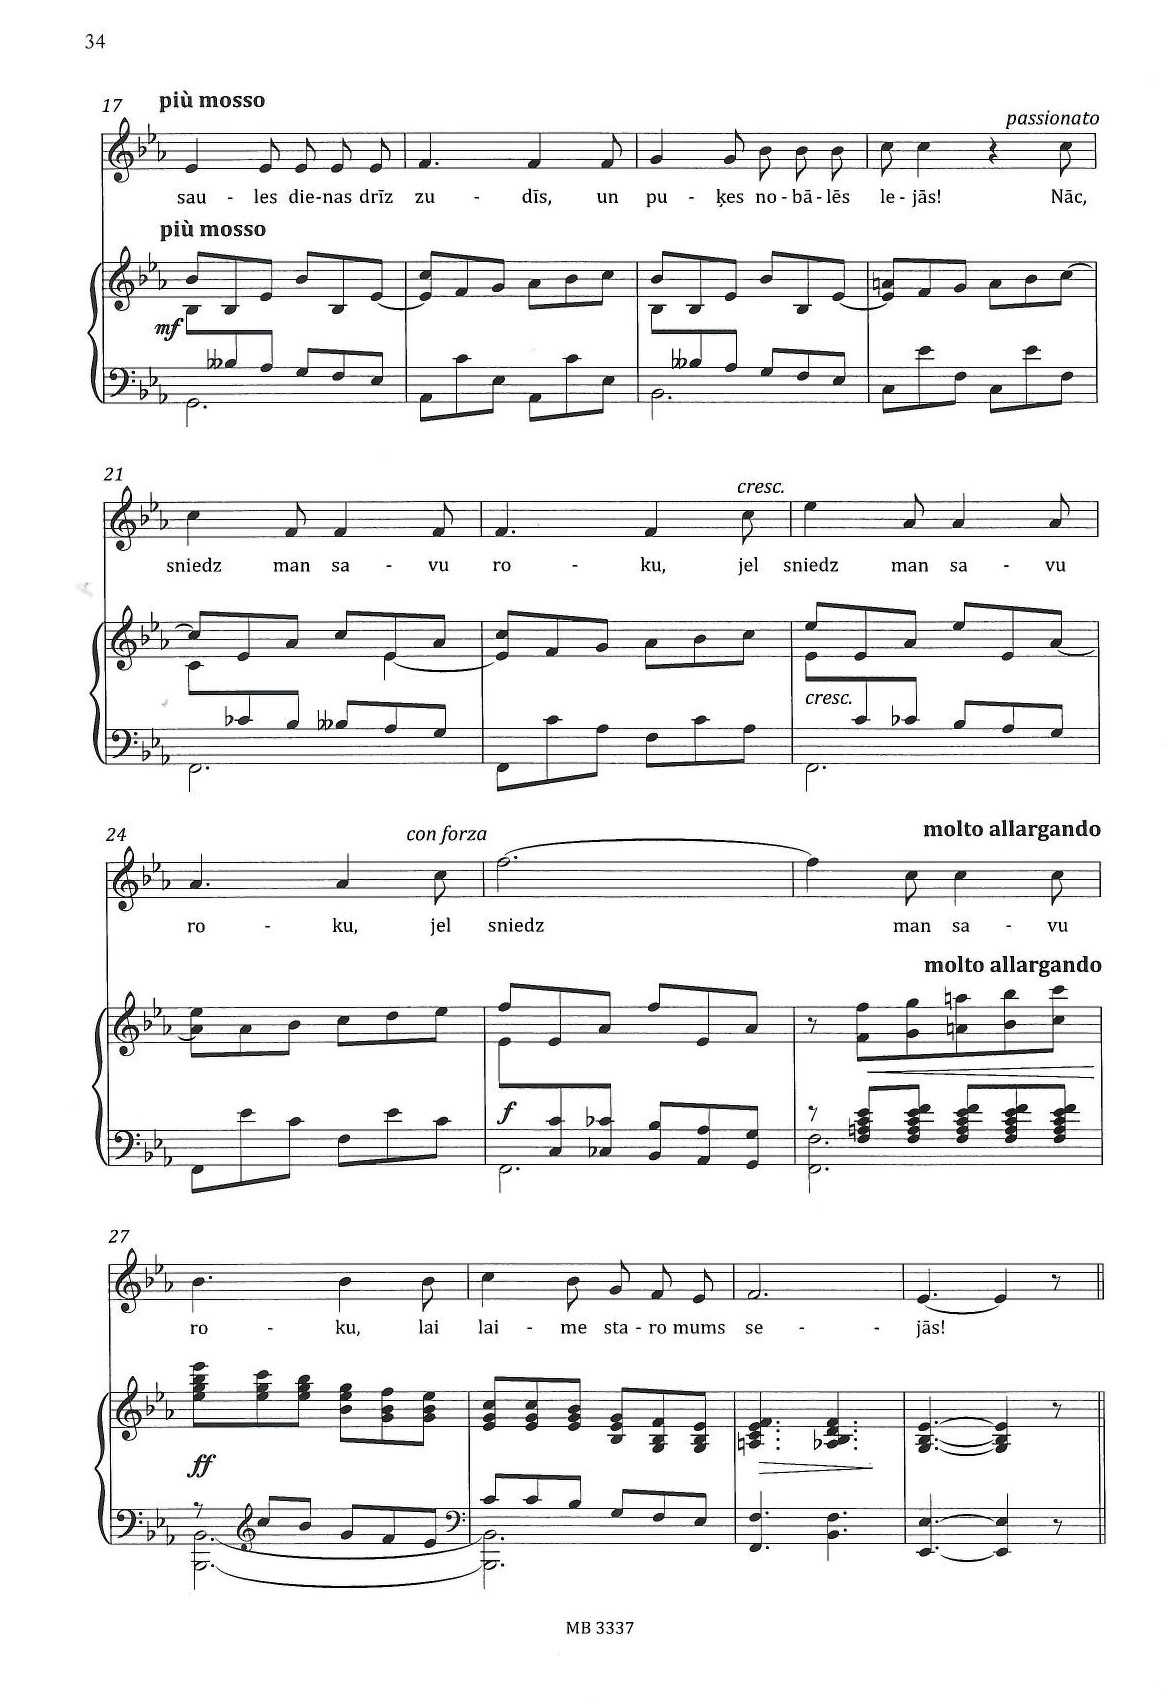 34
17 più mosso
passionato
sau - les die-nas drīz zu - dīs, un pu - ķes no-bā-lēs le-jās! Nāc,
più mosso
mf
21
cresc.
sniedz man sa - vu ro - ku, jel sniedz man sa - vu
cresc.
24 con forza molto allargando
ro - ku, jel sniedz man sa - vu
molto allargando
f
27
ro - ku, lai lai - me sta-ro mums se - - jās!
ff
MB 3337